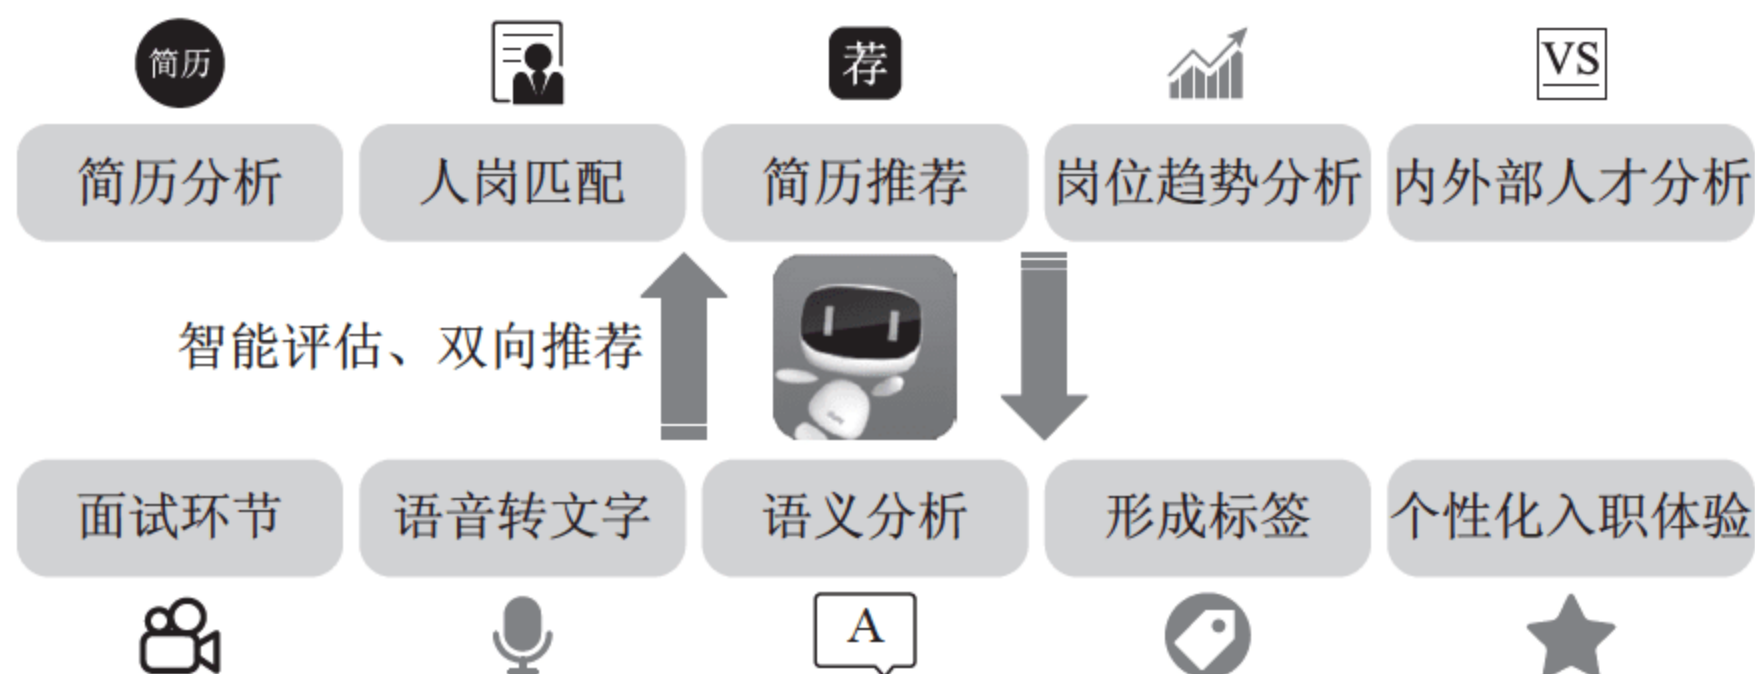 简历
荐
VS
简历分析
人岗匹配
简历推荐
岗位趋势分析
内外部人才分析
智能评估、双向推荐
面试环节
语音转文字
语义分析
形成标签
个性化入职体验
A